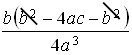 b(b² − 4ac − b²)
4a³